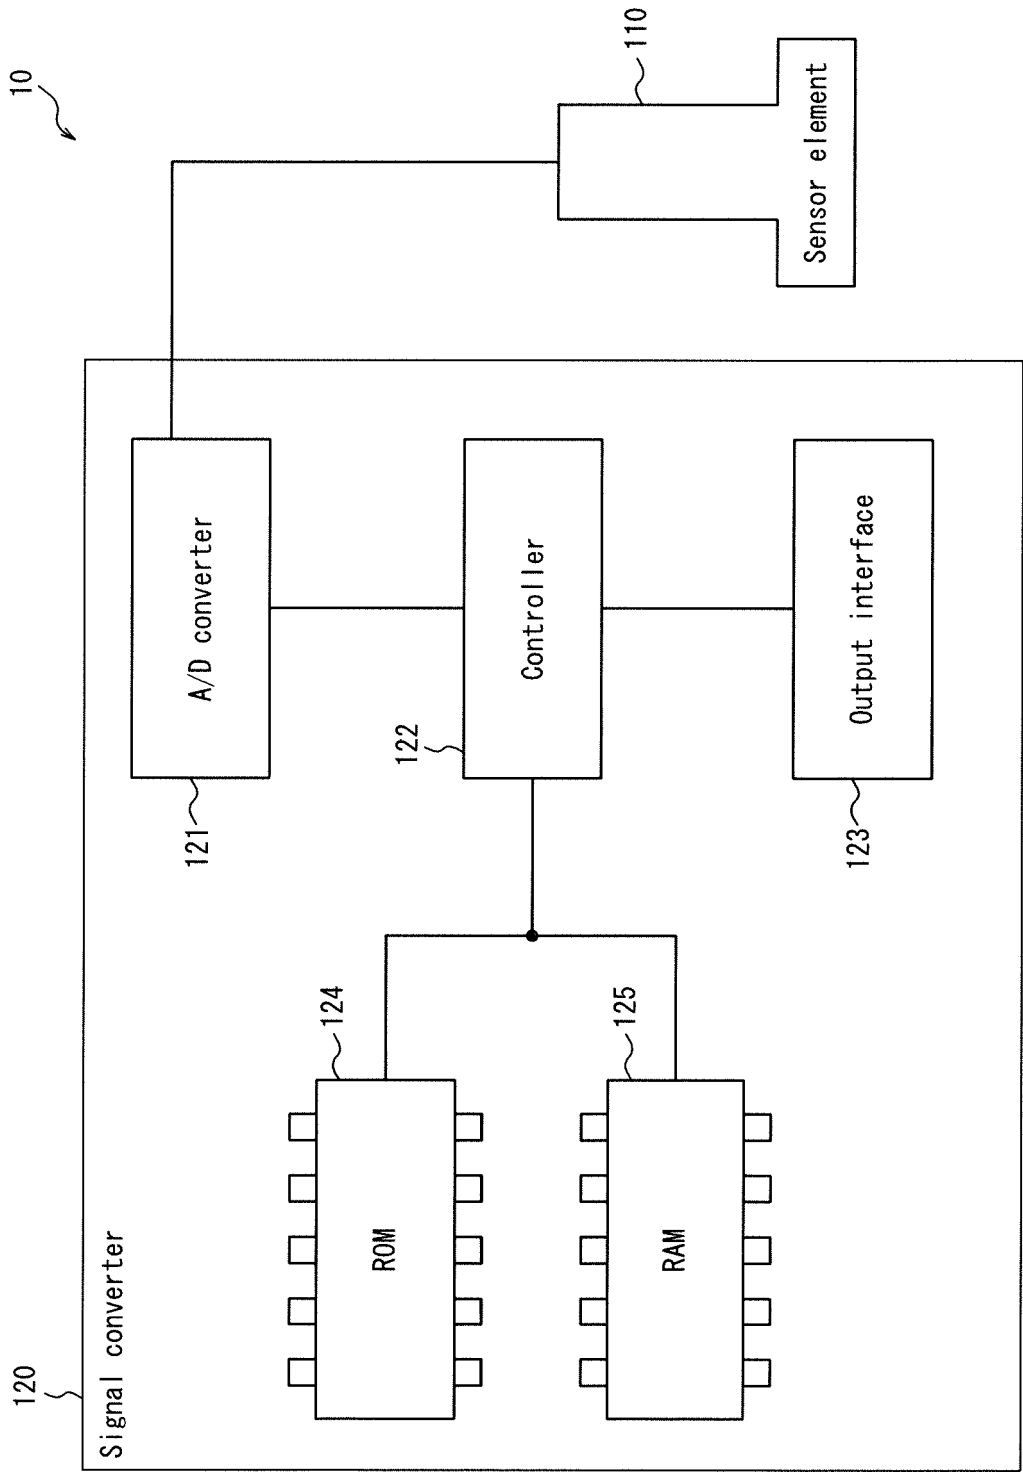 10
120
Signal converter
124
ROM
125
RAM
121
A/D converter
122
Controller
123
Output interface
110
Sensor element